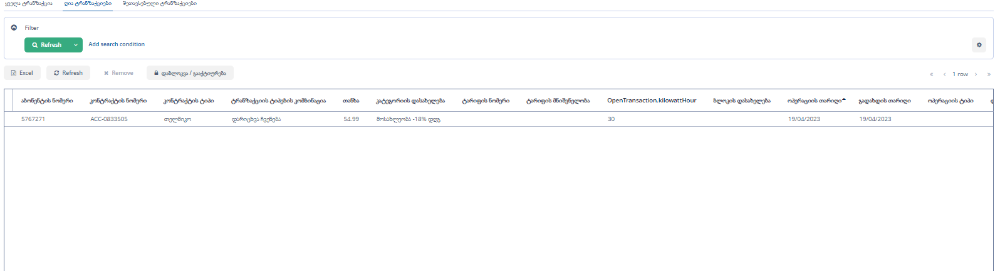 ყველა ტრანზაქცია ღია ტრანზაქციები შეთავსებული ტრანზაქციები
Filter
Refresh Add search condition
Excel Refresh Remove დაბლოკვა / გააქტიურება 1 row
აბონენტის ნომერი კონტრაქტის ნომერი კონტრაქტის ტიპი ტრანზაქციის ტიპების კომბინაცია თანხა კატეგორიის დასახელება ტარიფის ნომერი ტარიფის მნიშვნელობა OpenTransaction.kilowattHour ბლოკის დასახელება ოპერაციის თარიღი გადახდის თარიღი ოპერაციის ტიპი
5767271 ACC-0833505 თელმიკო დარიცხვა ჩვენება 54.99 მოსახლეობა -18% დღგ 30 19/04/2023 19/04/2023